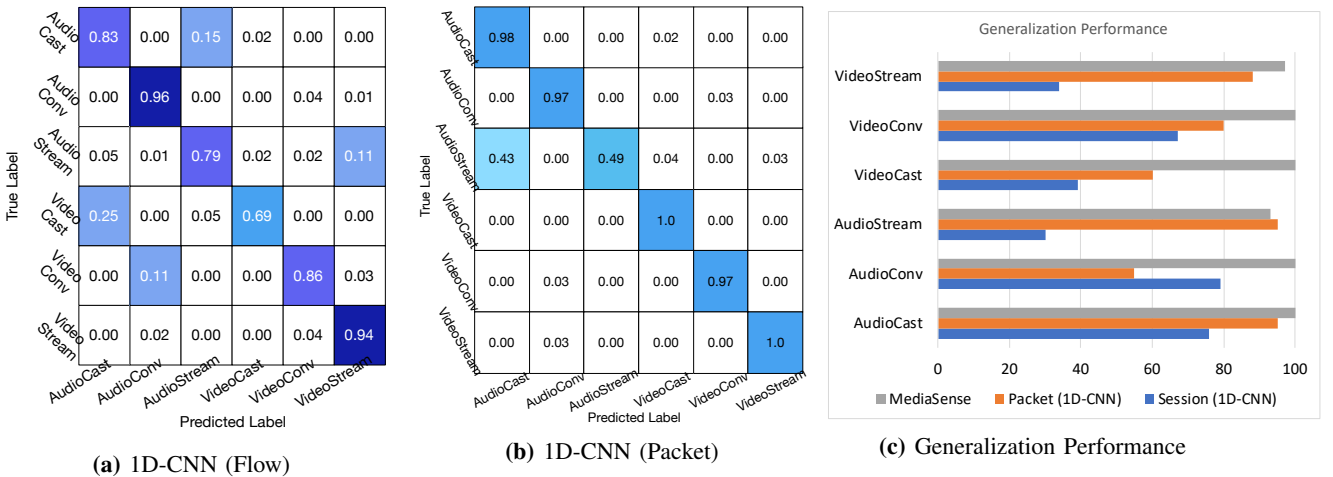 True Label
Audio Cast 0.83 0.00 0.15 0.02 0.00 0.00
Audio Conv 0.00 0.96 0.00 0.00 0.04 0.01
Audio Stream 0.05 0.01 0.79 0.02 0.02 0.11
Video Cast 0.25 0.00 0.05 0.69 0.00 0.00
Video Conv 0.00 0.11 0.00 0.00 0.86 0.03
Video Stream 0.00 0.02 0.00 0.00 0.04 0.94
AudioCast AudioConv AudioStream VideoCast VideoConv VideoStream
Predicted Label
(a) 1D-CNN (Flow)
True Label
AudioCast 0.98 0.00 0.00 0.02 0.00 0.00
AudioConv 0.00 0.97 0.00 0.00 0.03 0.00
AudioStream 0.43 0.00 0.49 0.04 0.00 0.03
VideoCast 0.00 0.00 0.00 1.0 0.00 0.00
VideoConv 0.00 0.03 0.00 0.00 0.97 0.00
VideoStream 0.00 0.03 0.00 0.00 0.00 1.0
AudioCast AudioConv AudioStream VideoCast VideoConv VideoStream
Predicted Label
(b) 1D-CNN (Packet)
Generalization Performance
VideoStream
VideoConv
VideoCast
AudioStream
AudioConv
AudioCast
0 20 40 60 80 100
MediaSense Packet (1D-CNN) Session (1D-CNN)
(c) Generalization Performance